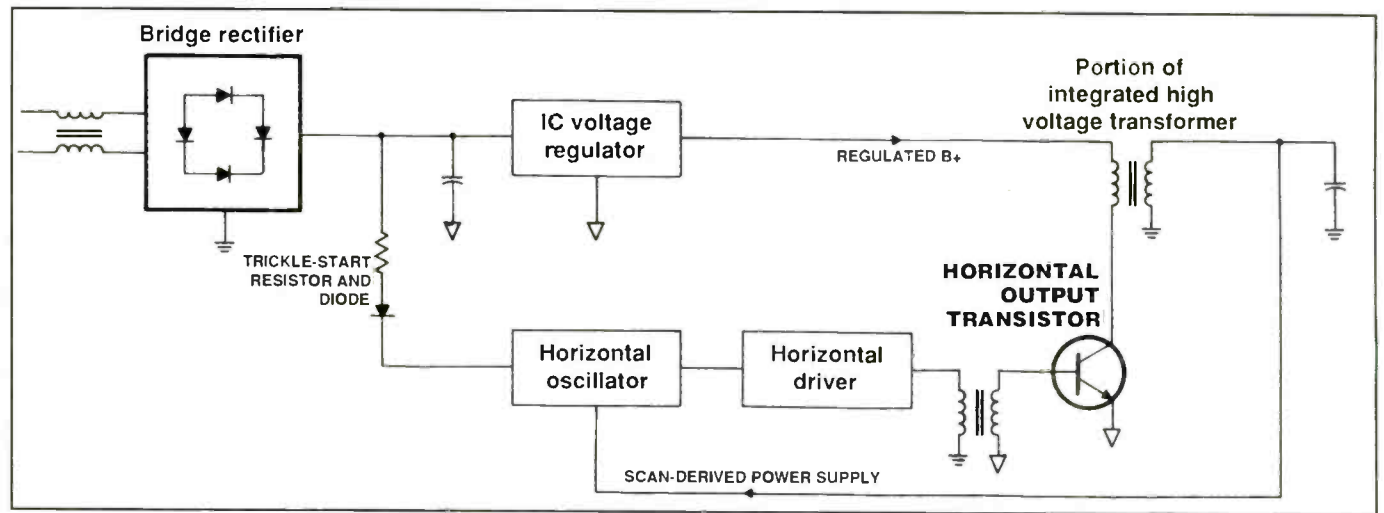 Bridge rectifier
IC voltage
regulator
REGULATED B+
Portion of
integrated high
voltage transformer
TRICKLE-START
RESISTOR AND
DIODE
HORIZONTAL
OUTPUT
TRANSISTOR
Horizontal
oscillator
Horizontal
driver
SCAN-DERIVED POWER SUPPLY